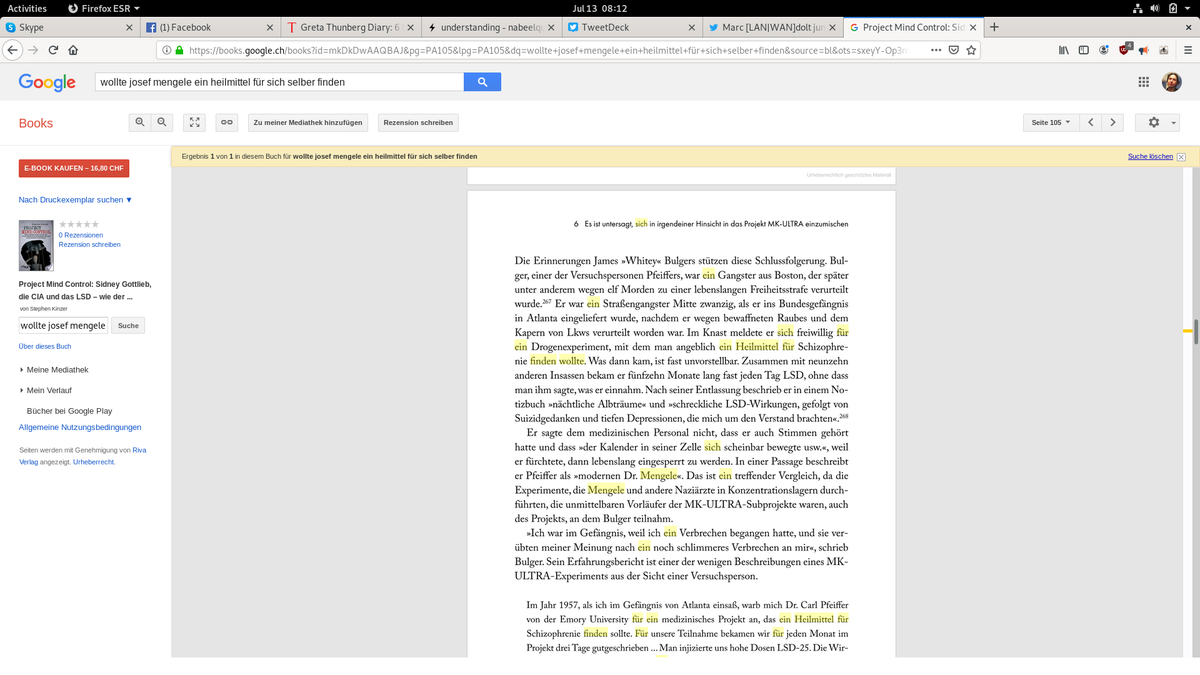 Activities
Firefox ESR
Jul 13 08:12
Skype
(1) Facebook
Greta Thunberg Diary: 6
understanding - nabeelq
TweetDeck
Marc [LAN|WAN]dolt jun
Project Mind Control: Sid
https://books.google.ch/books?id=mkDkDwAAQBAJ&pg=PA105&lpg=PA105&dq=wollte+josef+mengele+ein+heilmittel+für+sich+selber+finden&source=bl&ots=sxeyY-Op3
4
Google
wollte josef mengele ein heilmittel für sich selber finden
Books
Zu meiner Mediathek hinzufügen
Rezension schreiben
Seite 105
E-BOOK KAUFEN – 16,80 CHF
Nach Druckexemplar suchen
0 Rezensionen
Rezension schreiben
Project Mind Control: Sidney Gottlieb,
die CIA und das LSD – wie der ...
von Stephen Kinzer
wollte josef mengele
Suche
Über dieses Buch
Meine Mediathek
Mein Verlauf
Bücher bei Google Play
Allgemeine Nutzungsbedingungen
Seiten werden mit Genehmigung von Riva
Verlag angezeigt. Urheberrecht.
Ergebnis 1 von 1 in diesem Buch für wollte josef mengele ein heilmittel für sich selber finden
Suche löschen
Urheberrechtlich geschütztes Material
6 Es ist untersagt, sich in irgendeiner Hinsicht in das Projekt MK-ULTRA einzumischen
Die Erinnerungen James »Whitey« Bulgers stützen diese Schlussfolgerung. Bul-
ger, einer der Versuchspersonen Pfeiffers, war ein Gangster aus Boston, der später
unter anderem wegen elf Morden zu einer lebenslangen Freiheitsstrafe verurteilt
wurde.267 Er war ein Straßengangster Mitte zwanzig, als er ins Bundesgefängnis
in Atlanta eingeliefert wurde, nachdem er wegen bewaffneten Raubes und dem
Kapern von Lkws verurteilt worden war. Im Knast meldete er sich freiwillig für
ein Drogenexperiment, mit dem man angeblich ein Heilmittel für Schizophre-
nie finden wollte. Was dann kam, ist fast unvorstellbar. Zusammen mit neunzehn
anderen Insassen bekam er fünfzehn Monate lang fast jeden Tag LSD, ohne dass
man ihm sagte, was er einnahm. Nach seiner Entlassung beschrieb er in einem No-
tizbuch »nächtliche Albträume« und »schreckliche LSD-Wirkungen, gefolgt von
Suizidgedanken und tiefen Depressionen, die mich um den Verstand brachten«.268
Er sagte dem medizinischen Personal nicht, dass er auch Stimmen gehört
hatte und dass »der Kalender in seiner Zelle sich scheinbar bewegte usw.«, weil
er fürchtete, dann lebenslang eingesperrt zu werden. In einer Passage beschreibt
er Pfeiffer als »modernen Dr. Mengele«. Das ist ein treffender Vergleich, da die
Experimente, die Mengele und andere Naziärzte in Konzentrationslagern durch-
führten, die unmittelbaren Vorläufer der MK-ULTRA-Subprojekte waren, auch
des Projekts, an dem Bulger teilnahm.
»Ich war im Gefängnis, weil ich ein Verbrechen begangen hatte, und sie ver-
übten meiner Meinung nach ein noch schlimmeres Verbrechen an mir«, schrieb
Bulger. Sein Erfahrungsbericht ist einer der wenigen Beschreibungen eines MK-
ULTRA-Experiments aus der Sicht einer Versuchsperson.
Im Jahr 1957, als ich im Gefängnis von Atlanta einsaß, warb mich Dr. Carl Pfeiffer
von der Emory University für ein medizinisches Projekt an, das ein Heilmittel für
Schizophrenie finden sollte. Für unsere Teilnahme bekamen wir für jeden Monat im
Projekt drei Tage gutgeschrieben ... Man injizierte uns hohe Dosen LSD-25. Die Wir-